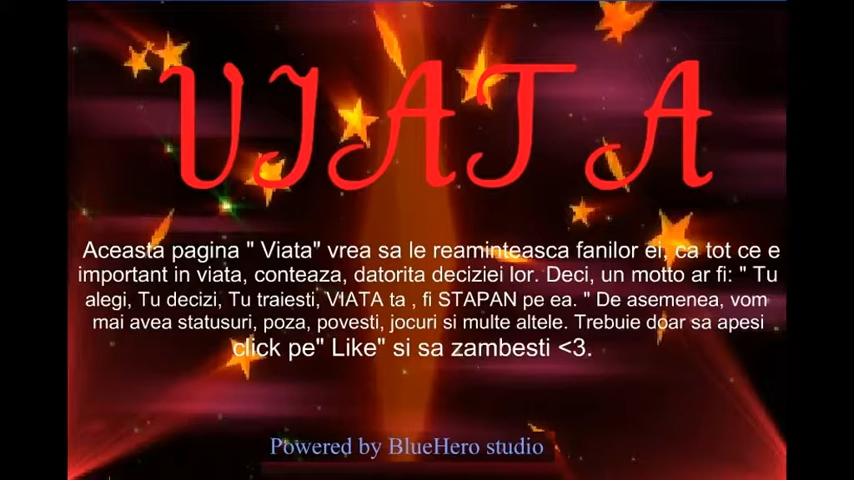 VIATA
Aceasta pagina " Viata" vrea sa le reaminteasca fanilor ei, ca tot ce e
important in viata, conteaza, datorita deciziei lor. Deci, un motto ar fi: " Tu
alegi, Tu decizi, Tu traiesti, VIATA ta , fi STAPAN pe ea. " De asemenea, vom
mai avea statusuri, poza, povesti, jocuri si multe altele. Trebuie doar sa apesi
click pe" Like" si sa zambesti <3.
Powered by BlueHero studio